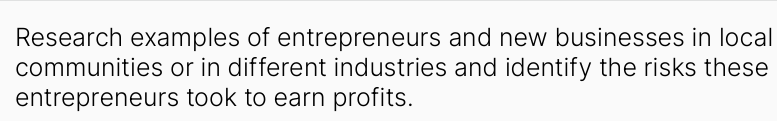 Research examples of entrepreneurs and new businesses in local
communities or in different industries and identify the risks these
entrepreneurs took to earn profits.